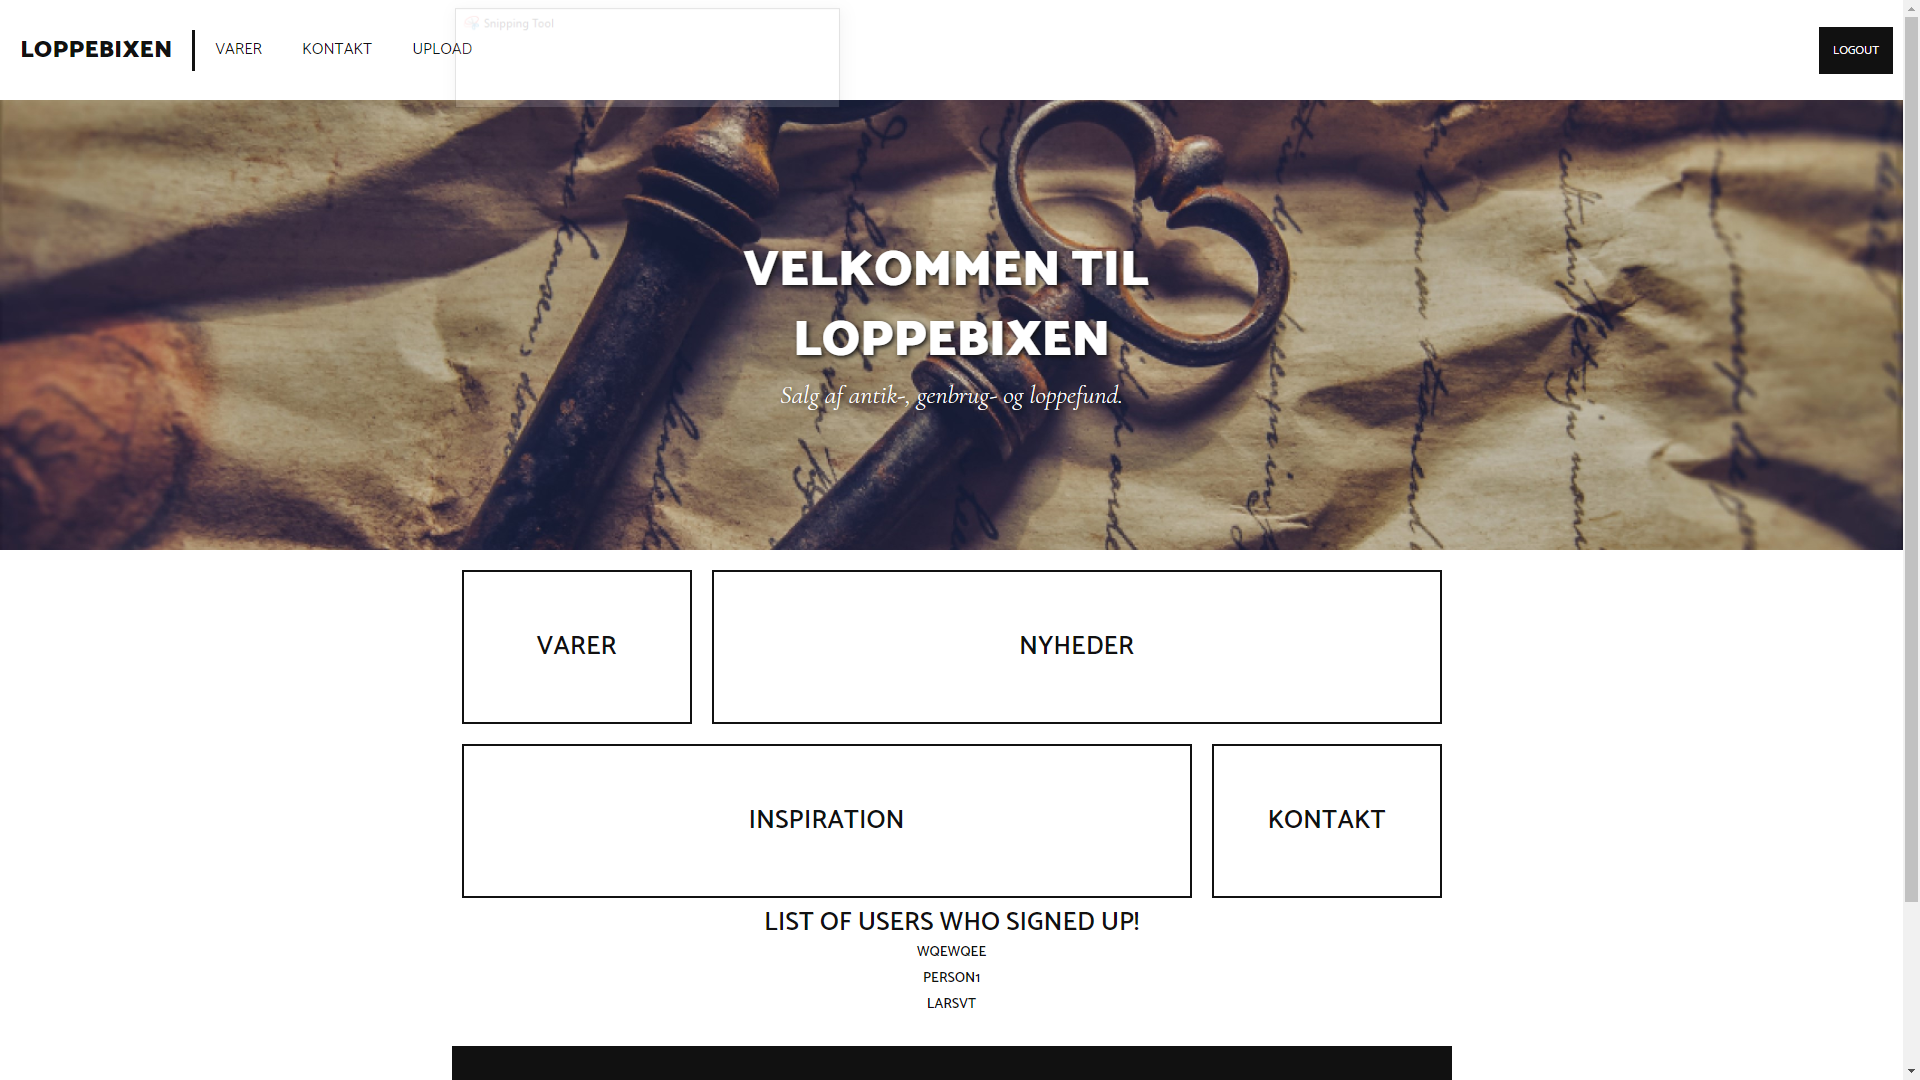 Snipping Tool
LOPPEBIXEN
VARER
KONTAKT
UPLOAD
LOGOUT
VELKOMMEN TIL
LOPPEBIXEN
Salg af antik-, genbrug- og loppefund.
VARER
NYHEDER
INSPIRATION
KONTAKT
LIST OF USERS WHO SIGNED UP!
WQEWQEE
PERSON1
LARSVT